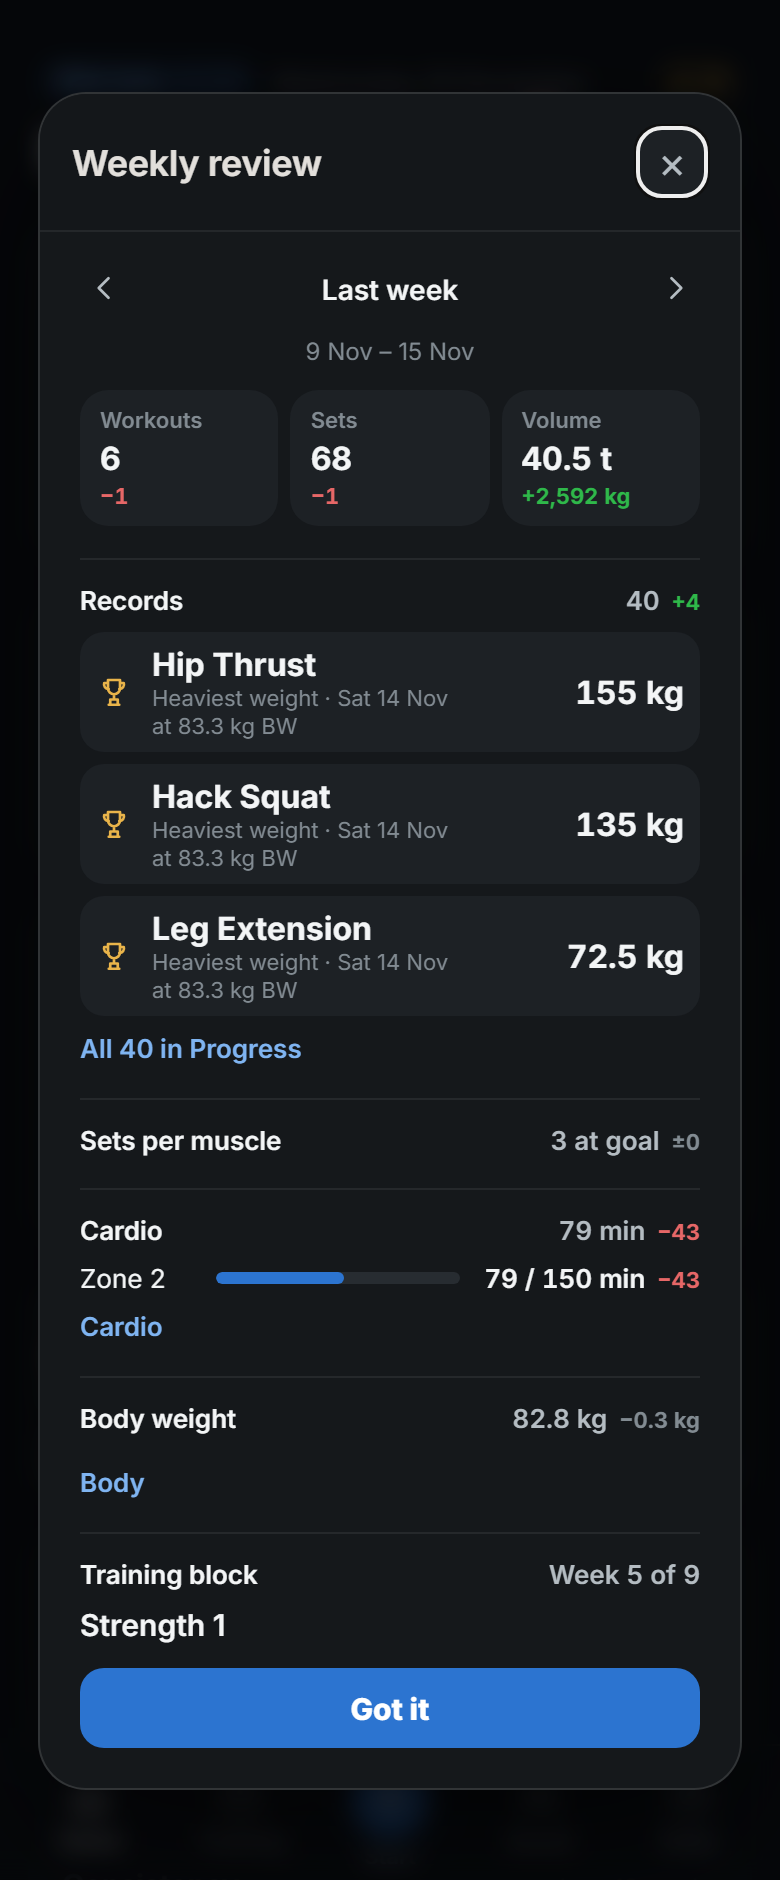 Weekly review
Last week
9 Nov – 15 Nov
Workouts
6
−1
Sets
68
−1
Volume
40.5 t
+2,592 kg
Records 40 +4
Hip Thrust
Heaviest weight · Sat 14 Nov
at 83.3 kg BW
155 kg
Hack Squat
Heaviest weight · Sat 14 Nov
at 83.3 kg BW
135 kg
Leg Extension
Heaviest weight · Sat 14 Nov
at 83.3 kg BW
72.5 kg
All 40 in Progress
Sets per muscle 3 at goal ±0
Cardio 79 min −43
Zone 2 79 / 150 min −43
Cardio
Body weight 82.8 kg −0.3 kg
Body
Training block Week 5 of 9
Strength 1
Got it